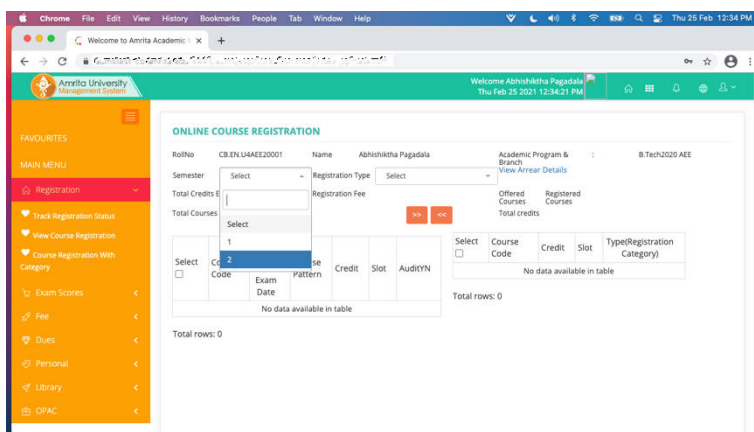 Chrome File Edit View History Bookmarks People Tab Window Help Thu 25 Feb 12:34 PM
Welcome to Amrita Academic
Amrita University
Management System
Welcome Abhishiktha Pagadala
Thu Feb 25 2021 12:34:21 PM
FAVOURITES
MAIN MENU
Registration
Track Registration Status
View Course Registration
Course Registration With
Category
Exam Scores
Fee
Dues
Personal
Library
OPAC
ONLINE COURSE REGISTRATION
RollNo CB.EN.U4AEE20001 Name Abhishiktha Pagadala Academic Program & : B.Tech2020 AEE
Branch
View Arrear Details
Semester Select Registration Type Select
Total Credits E Registration Fee Offered Registered
Courses Courses
Total Courses >> << Total credits
Select
1
2
Select Co Code Exam Date se Pattern Credit Slot AuditYN
No data available in table
Total rows: 0
Select Course Code Credit Slot Type(Registration Category)
No data available in table
Total rows: 0